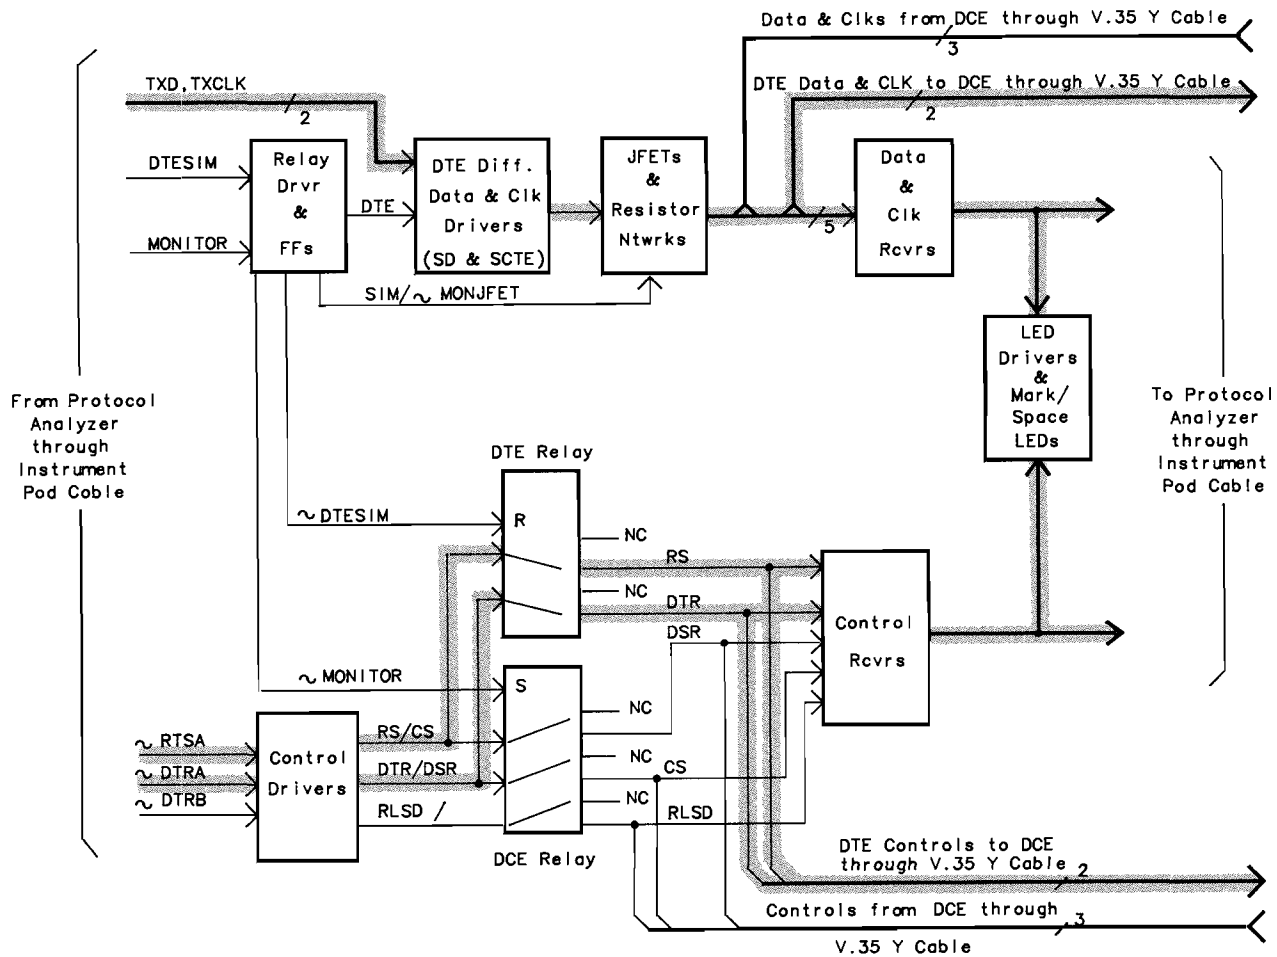 Data & Clks from DCE through V.35 Y Cable
3
TXD,TXCLK
2
DTE Data & CLK to DCE through V.35 Y Cable
2
DTESIM
MONITOR
Relay
Drvr
&
FFs
DTE
DTE Diff.
Data & Clk
Drivers
(SD & SCTE)
JFETs
&
Resistor
Ntwrks
5
Data
&
Clk
Rcvrs
SIM/~ MONJFET
LED
Drivers
&
Mark/
Space
LEDs
From Protocol
Analyzer
through
Instrument
Pod Coble
To Protocol
Analyzer
through
Instrument
Pod Cable
DTE Relay
~DTESIM
R
NC
RS
NC
DTR
DSR
Control
Rcvrs
~MONITOR
S
NC
NC
CS
NC
RLSD
DCE Relay
~ RTSA
~ DTRA
~ DTRB
Control
Drivers
RS/CS
DTR/DSR
RLSD /
DTE Controls to DCE
through V.35 Y Cable
2
Controls from DCE through
3
V.35 Y Cable